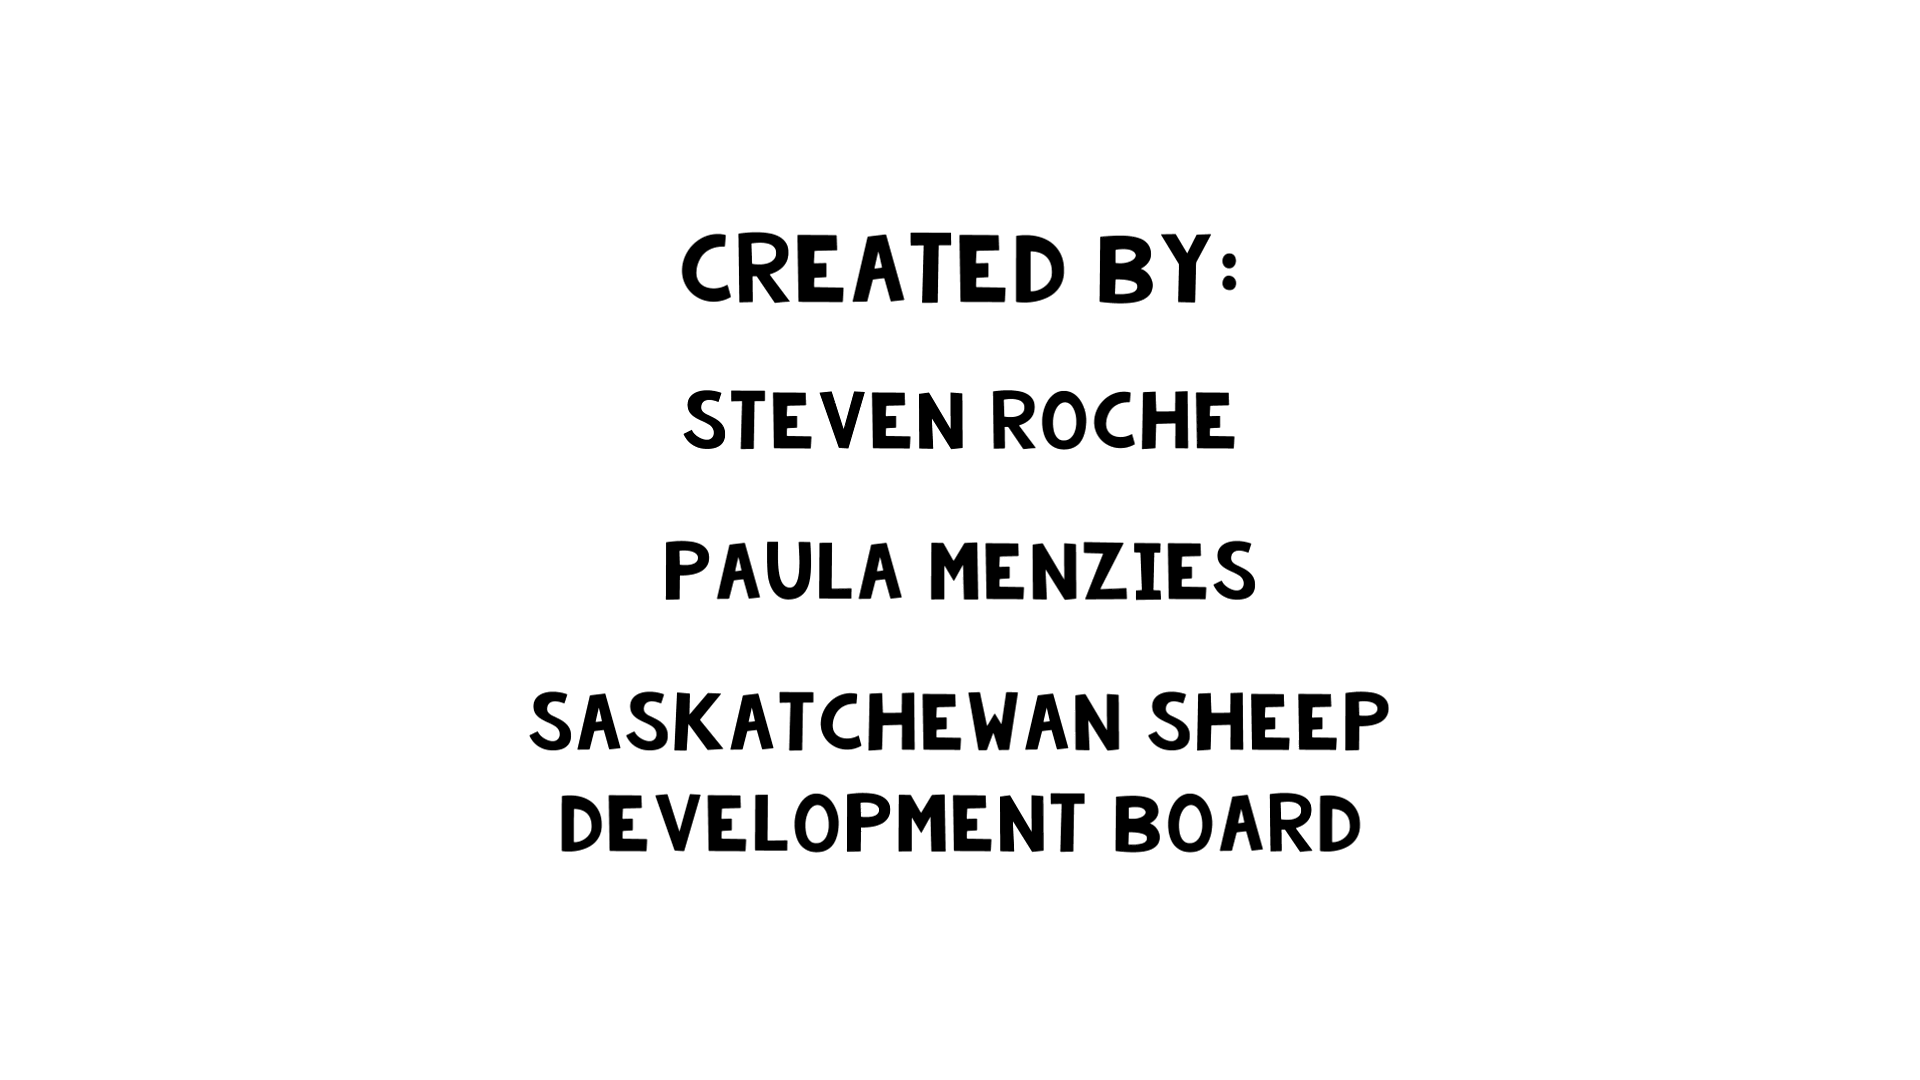 CREATED BY:
STEVEN ROCHE
PAULA MENZIES
SASKATCHEWAN SHEEP
DEVELOPMENT BOARD